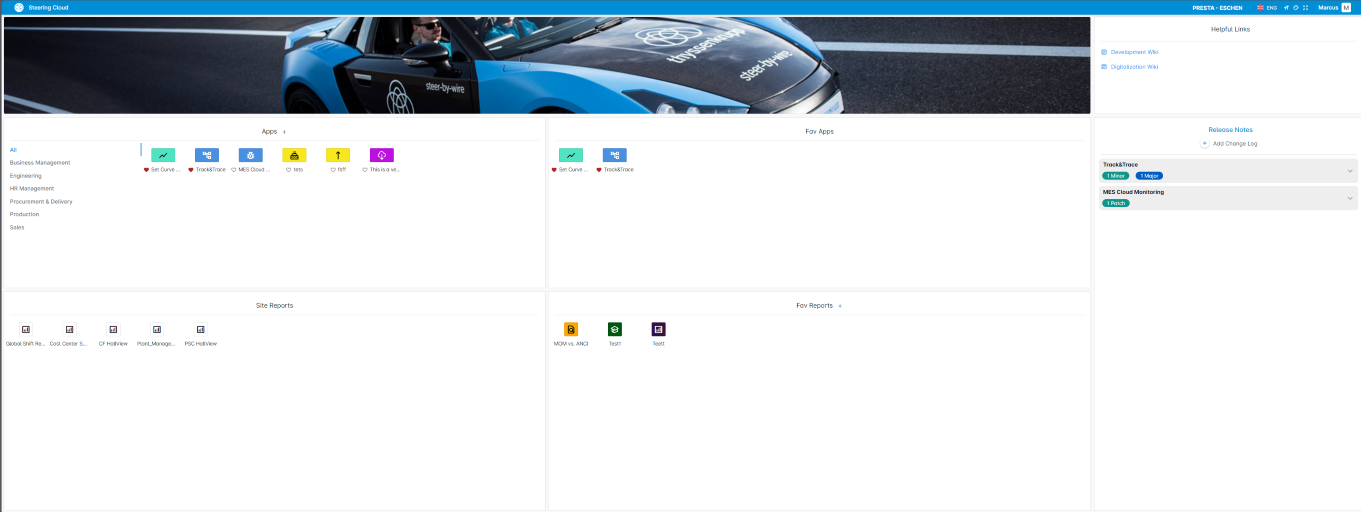 Steering Cloud
PRESTA - ESCHEN
ENG
Marcus M
thyssenkrupp
steer-by-wire
steer-by-wire
Helpful Links
Development Wiki
Digitalization Wiki
Apps +
All
Business Management
Engineering
HR Management
Procurement & Delivery
Production
Sales
Set Curve ...
Track&Trace
MES Cloud ...
tets
fsff
This is a ve...
Fav Apps
Set Curve ...
Track&Trace
Release Notes
+ Add Change Log
Track&Trace
1 Minor 1 Major
MES Cloud Monitoring
1 Patch
Site Reports
Global Shift Re...
Cost Center S...
CF HallView
Plant_Manage...
PSC HallView
Fav Reports +
MOM vs. ANCI
Test1
Teet1